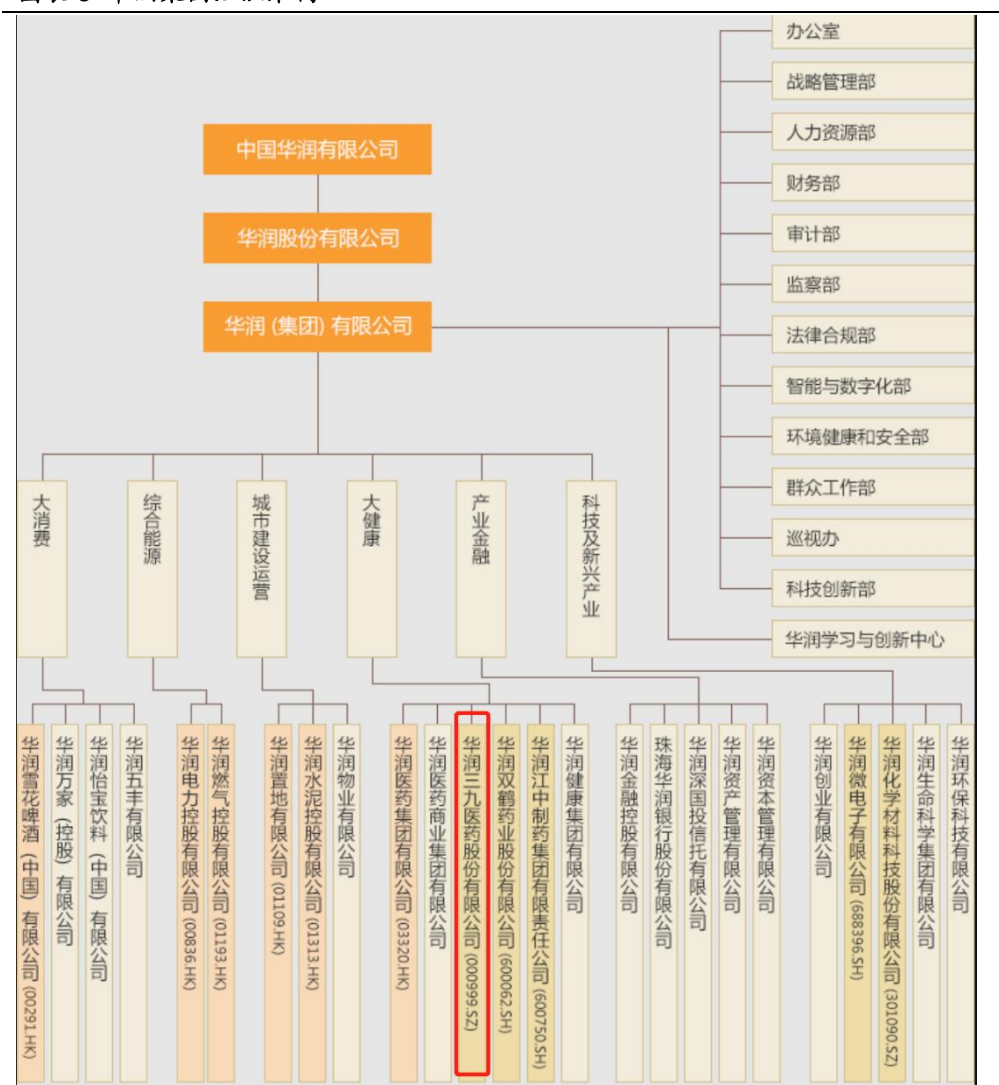 中国华润有限公司
华润股份有限公司
华润 (集团) 有限公司
办公室
战略管理部
人力资源部
财务部
审计部
监察部
法律合规部
智能与数字化部
环境健康和安全部
群众工作部
巡视办
科技创新部
华润学习与创新中心
大消费
综合能源
城市建设运营
大健康
产业金融
科技及新兴产业
华润雪花啤酒 (中国) 有限公司 (00291.HK)
华润万家 (控股) 有限公司
华润怡宝饮料 (中国) 有限公司
华润五丰有限公司
华润电力控股有限公司 (00836.HK)
华润燃气控股有限公司 (01193.HK)
华润置地有限公司 (01109.HK)
华润水泥控股有限公司 (01313.HK)
华润物业有限公司
华润医药集团有限公司 (03320.HK)
华润医药商业集团有限公司
华润三九医药股份有限公司 (000999.SZ)
华润双鹤药业股份有限公司 (600062.SH)
华润江中制药集团有限责任公司 (600750.SH)
华润健康集团有限公司
华润金融控股有限公司
珠海华润银行股份有限公司
华润深国投信托有限公司
华润资产管理有限公司
华润资本管理有限公司
华润创业有限公司
华润微电子有限公司 (688396.SH)
华润化学材料科技股份有限公司 (301090.SZ)
华润生命科学集团有限公司
华润环保科技有限公司